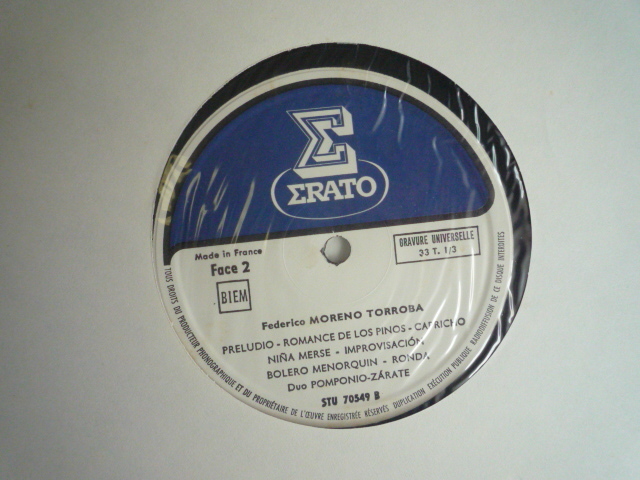 Σ
ΣRATO
Made in France
Face 2
BIEM
GRAVURE UNIVERSELLE
33 T. 1/3
Federico MORENO TORROBA
PRELUDIO - ROMANCE DE LOS PINOS - CAPRICHO
NIÑA MERSE - IMPROVISACIÓN
BOLERO MENORQUIN - RONDA
Duo POMPONIO-ZÁRATE
STU 70549 B
TOUS DROITS DU PRODUCTEUR PHONOGRAPHIQUE ET DU PROPRIÉTAIRE DE L'ŒUVRE ENREGISTRÉE RÉSERVÉS DUPLICATION EXÉCUTION PUBLIQUE RADIODIFFUSION DE CE DISQUE INTERDITES